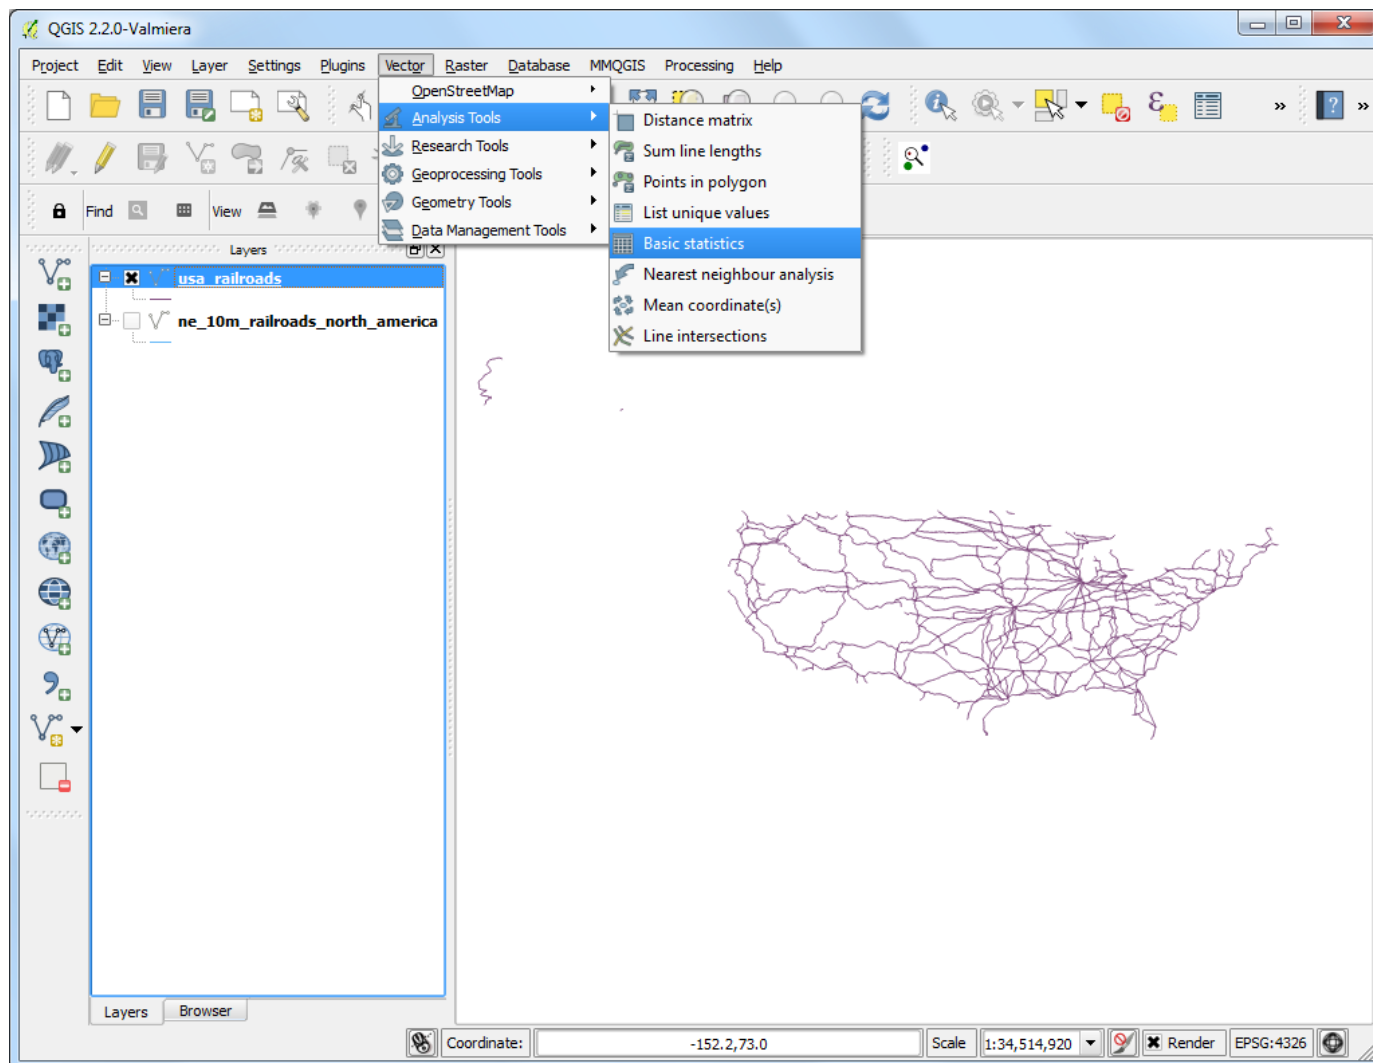 QGIS 2.2.0-Valmiera
Project Edit View Layer Settings Plugins Vector Raster Database MMQGIS Processing Help
OpenStreetMap
Analysis Tools
Research Tools
Geoprocessing Tools
Geometry Tools
Data Management Tools
Distance matrix
Sum line lengths
Points in polygon
List unique values
Basic statistics
Nearest neighbour analysis
Mean coordinate(s)
Line intersections
Find View
Layers
usa_railroads
ne_10m_railroads_north_america
Layers Browser
Coordinate: -152.2,73.0 Scale 1:34,514,920 Render EPSG:4326